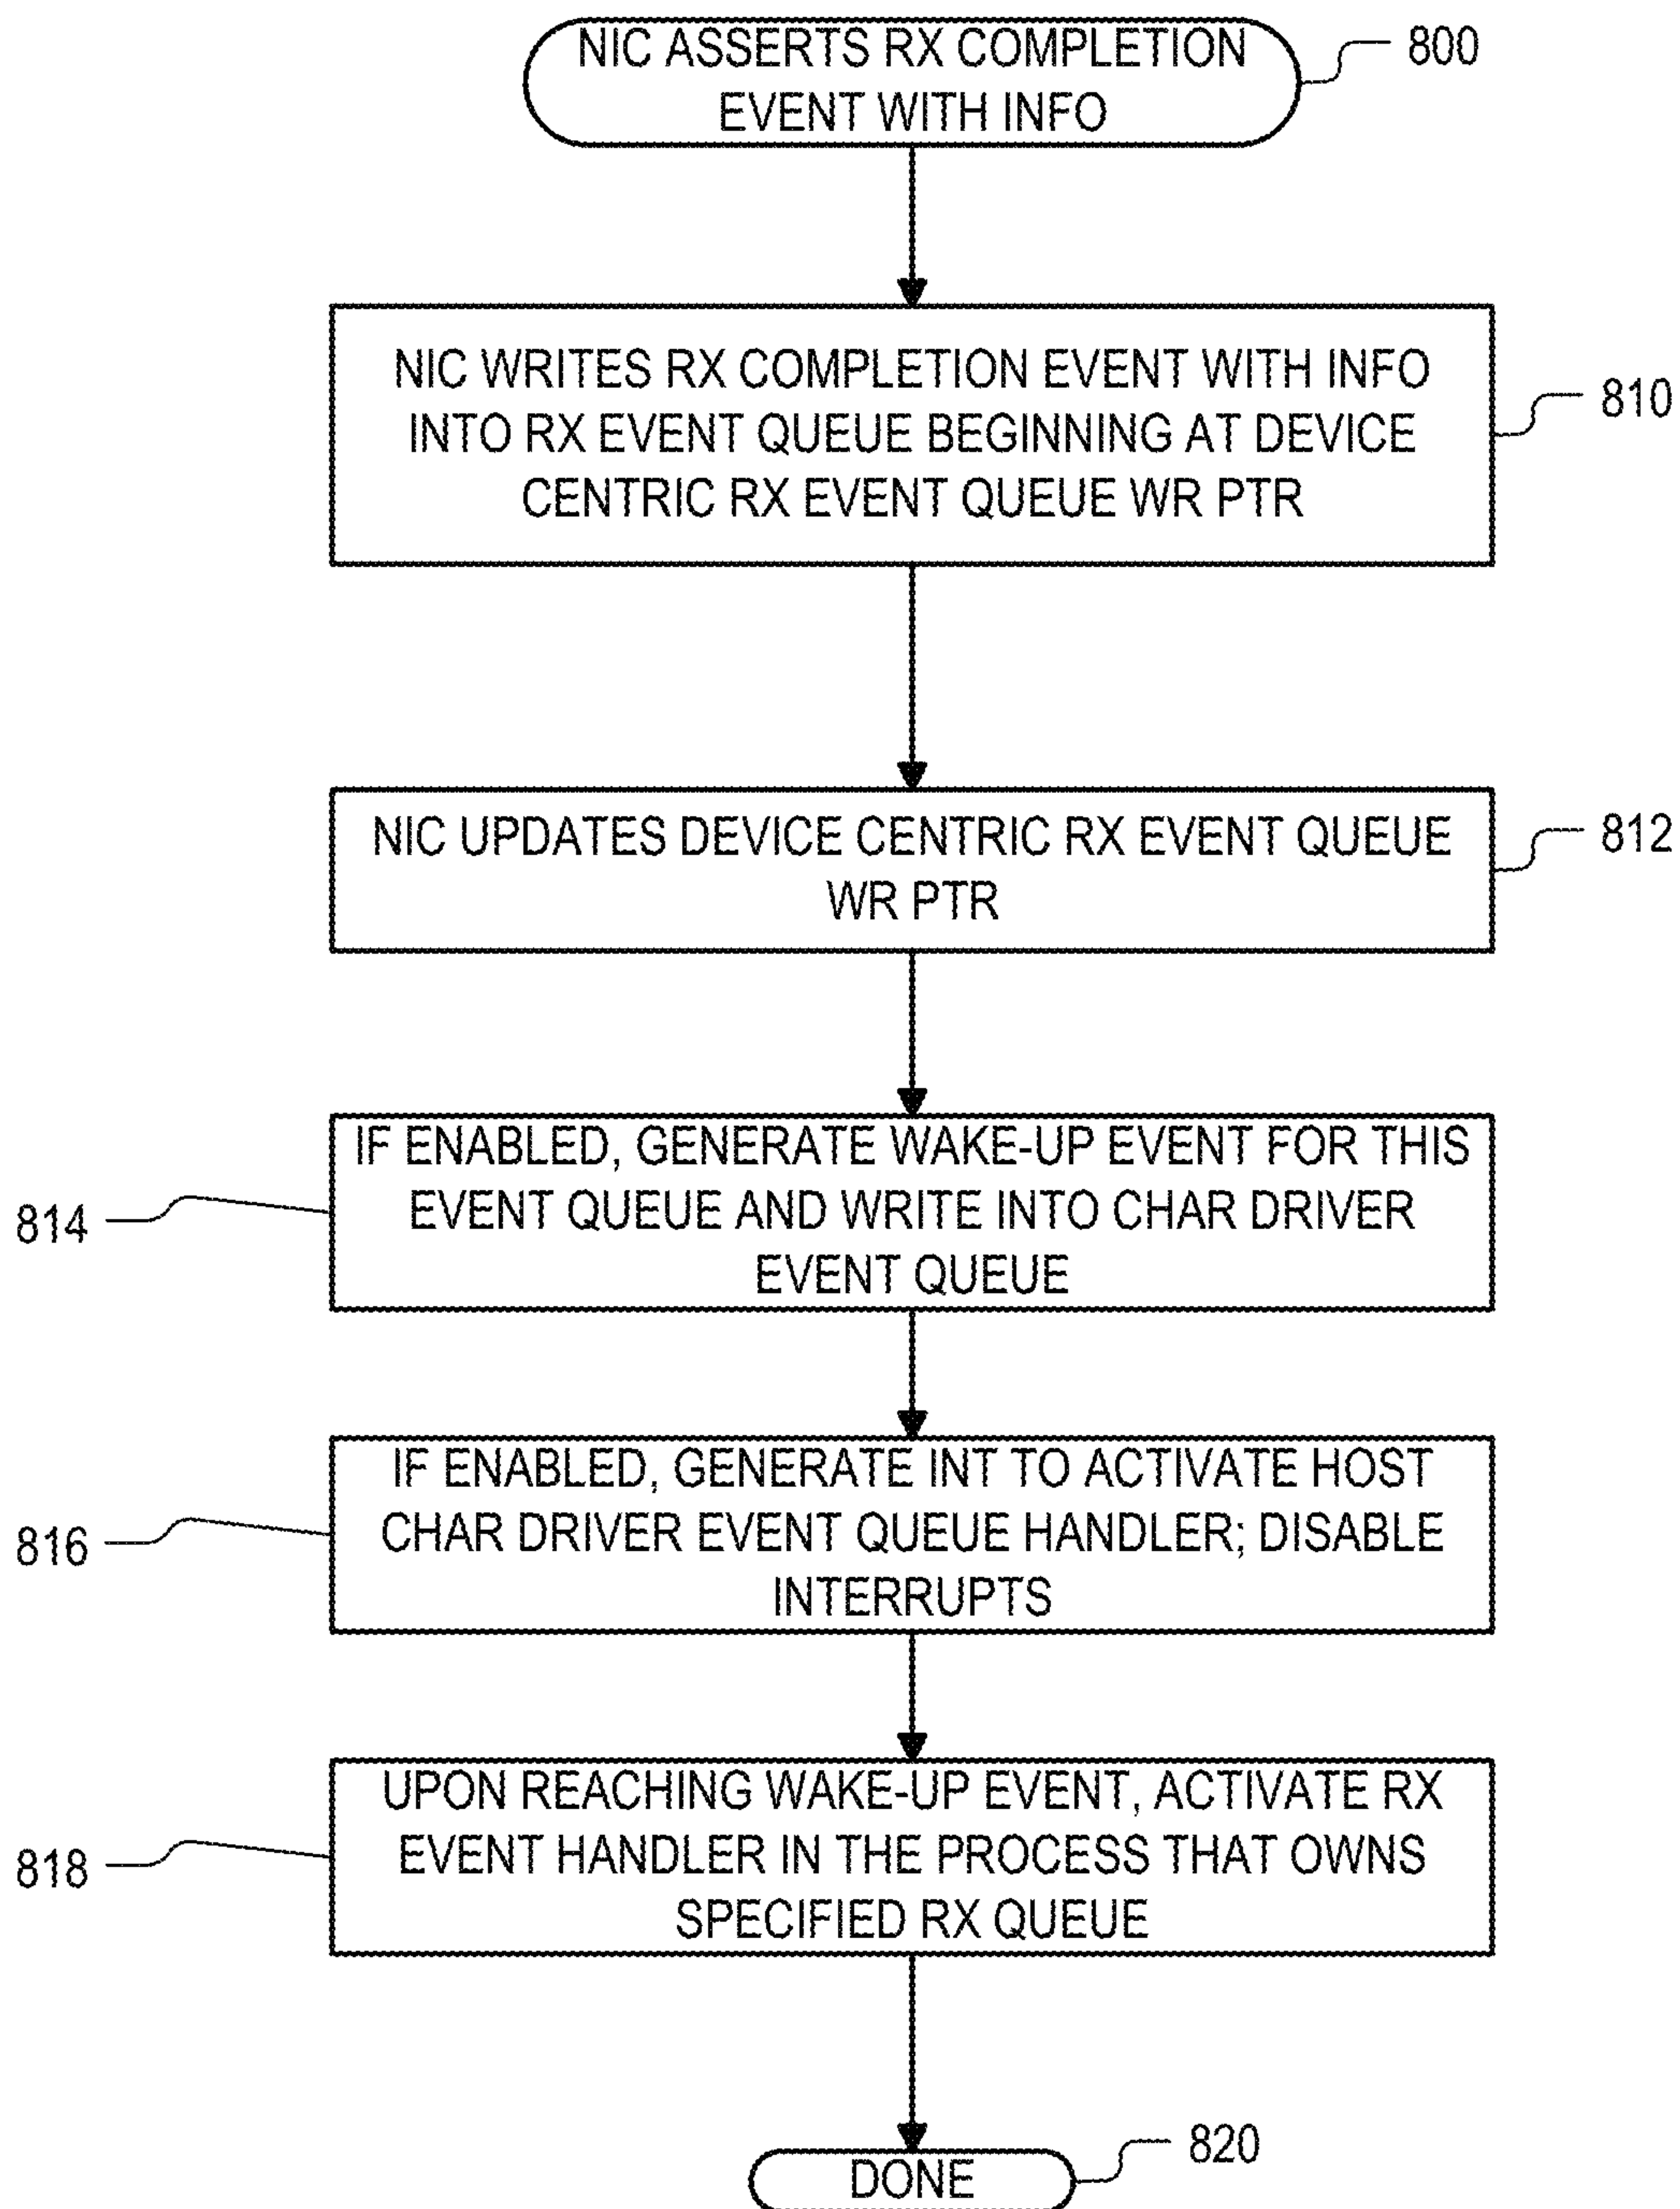 NIC ASSERTS RX COMPLETION
EVENT WITH INFO
800
NIC WRITES RX COMPLETION EVENT WITH INFO
INTO RX EVENT QUEUE BEGINNING AT DEVICE
CENTRIC RX EVENT QUEUE WR PTR
810
NIC UPDATES DEVICE CENTRIC RX EVENT QUEUE
WR PTR
812
IF ENABLED, GENERATE WAKE-UP EVENT FOR THIS
EVENT QUEUE AND WRITE INTO CHAR DRIVER
EVENT QUEUE
814
IF ENABLED, GENERATE INT TO ACTIVATE HOST
CHAR DRIVER EVENT QUEUE HANDLER; DISABLE
INTERRUPTS
816
UPON REACHING WAKE-UP EVENT, ACTIVATE RX
EVENT HANDLER IN THE PROCESS THAT OWNS
SPECIFIED RX QUEUE
818
DONE
820